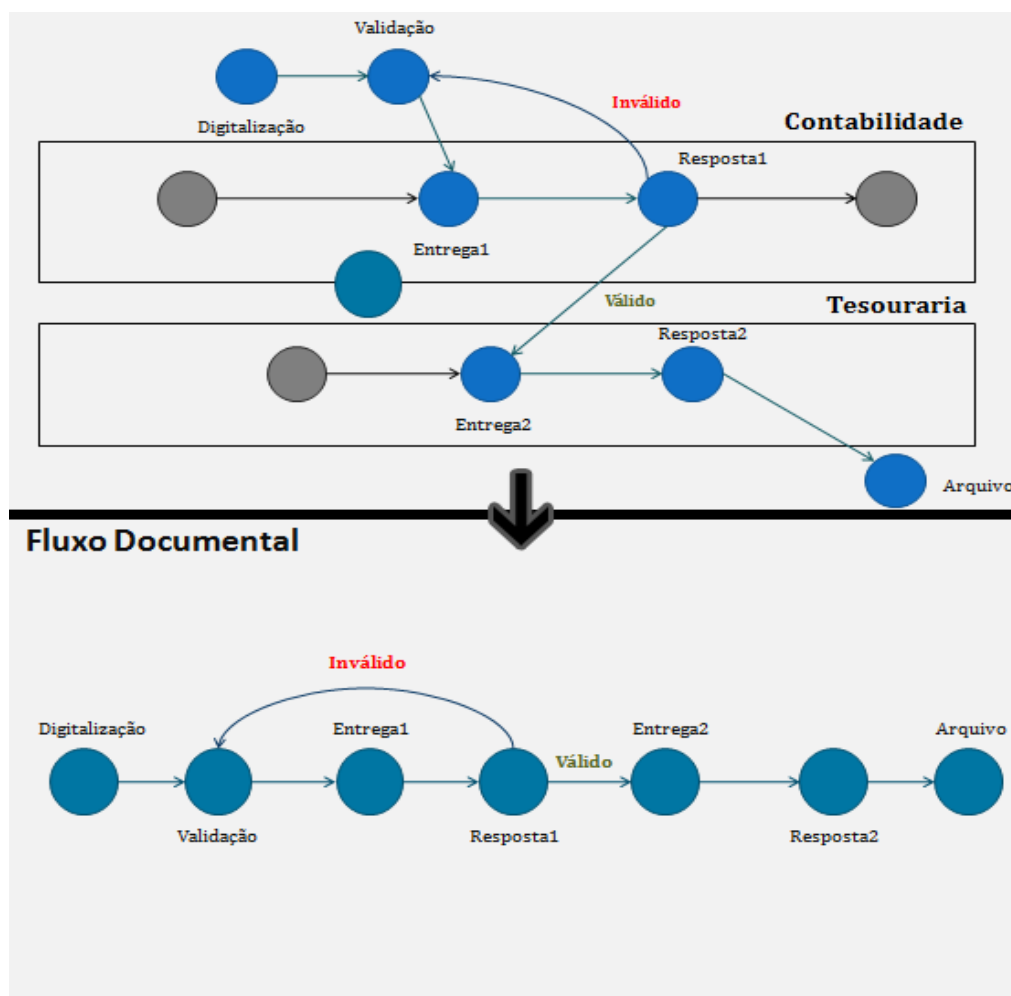 Validação
Digitalização
Inválido
Contabilidade
Resposta1
Entrega1
Válido
Tesouraria
Resposta2
Entrega2
Arquivo
Fluxo Documental
Inválido
Digitalização
Entrega1
Entrega2
Arquivo
Válido
Validação
Resposta1
Resposta2